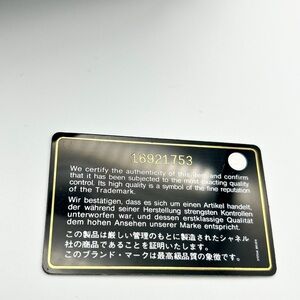 16921753
We certify the authenticity of this item and confirm
that it has been subjected to the most exacting quality
control. Its high quality is a symbol of the fine reputation
of the Trademark.
Wir bestätigen, dass es sich um einen Artikel handelt,
der während seiner Herstellung strengsten Kontrollen
unterworfen war, und dessen erstklassige Qualität
dem hohen Ansehen unserer Marke entspricht.
この製品は厳しい管理のもとに製造されたシャネル
社の商品であることを証明いたします。
このブランド・マークは最高級品質の象徴です。